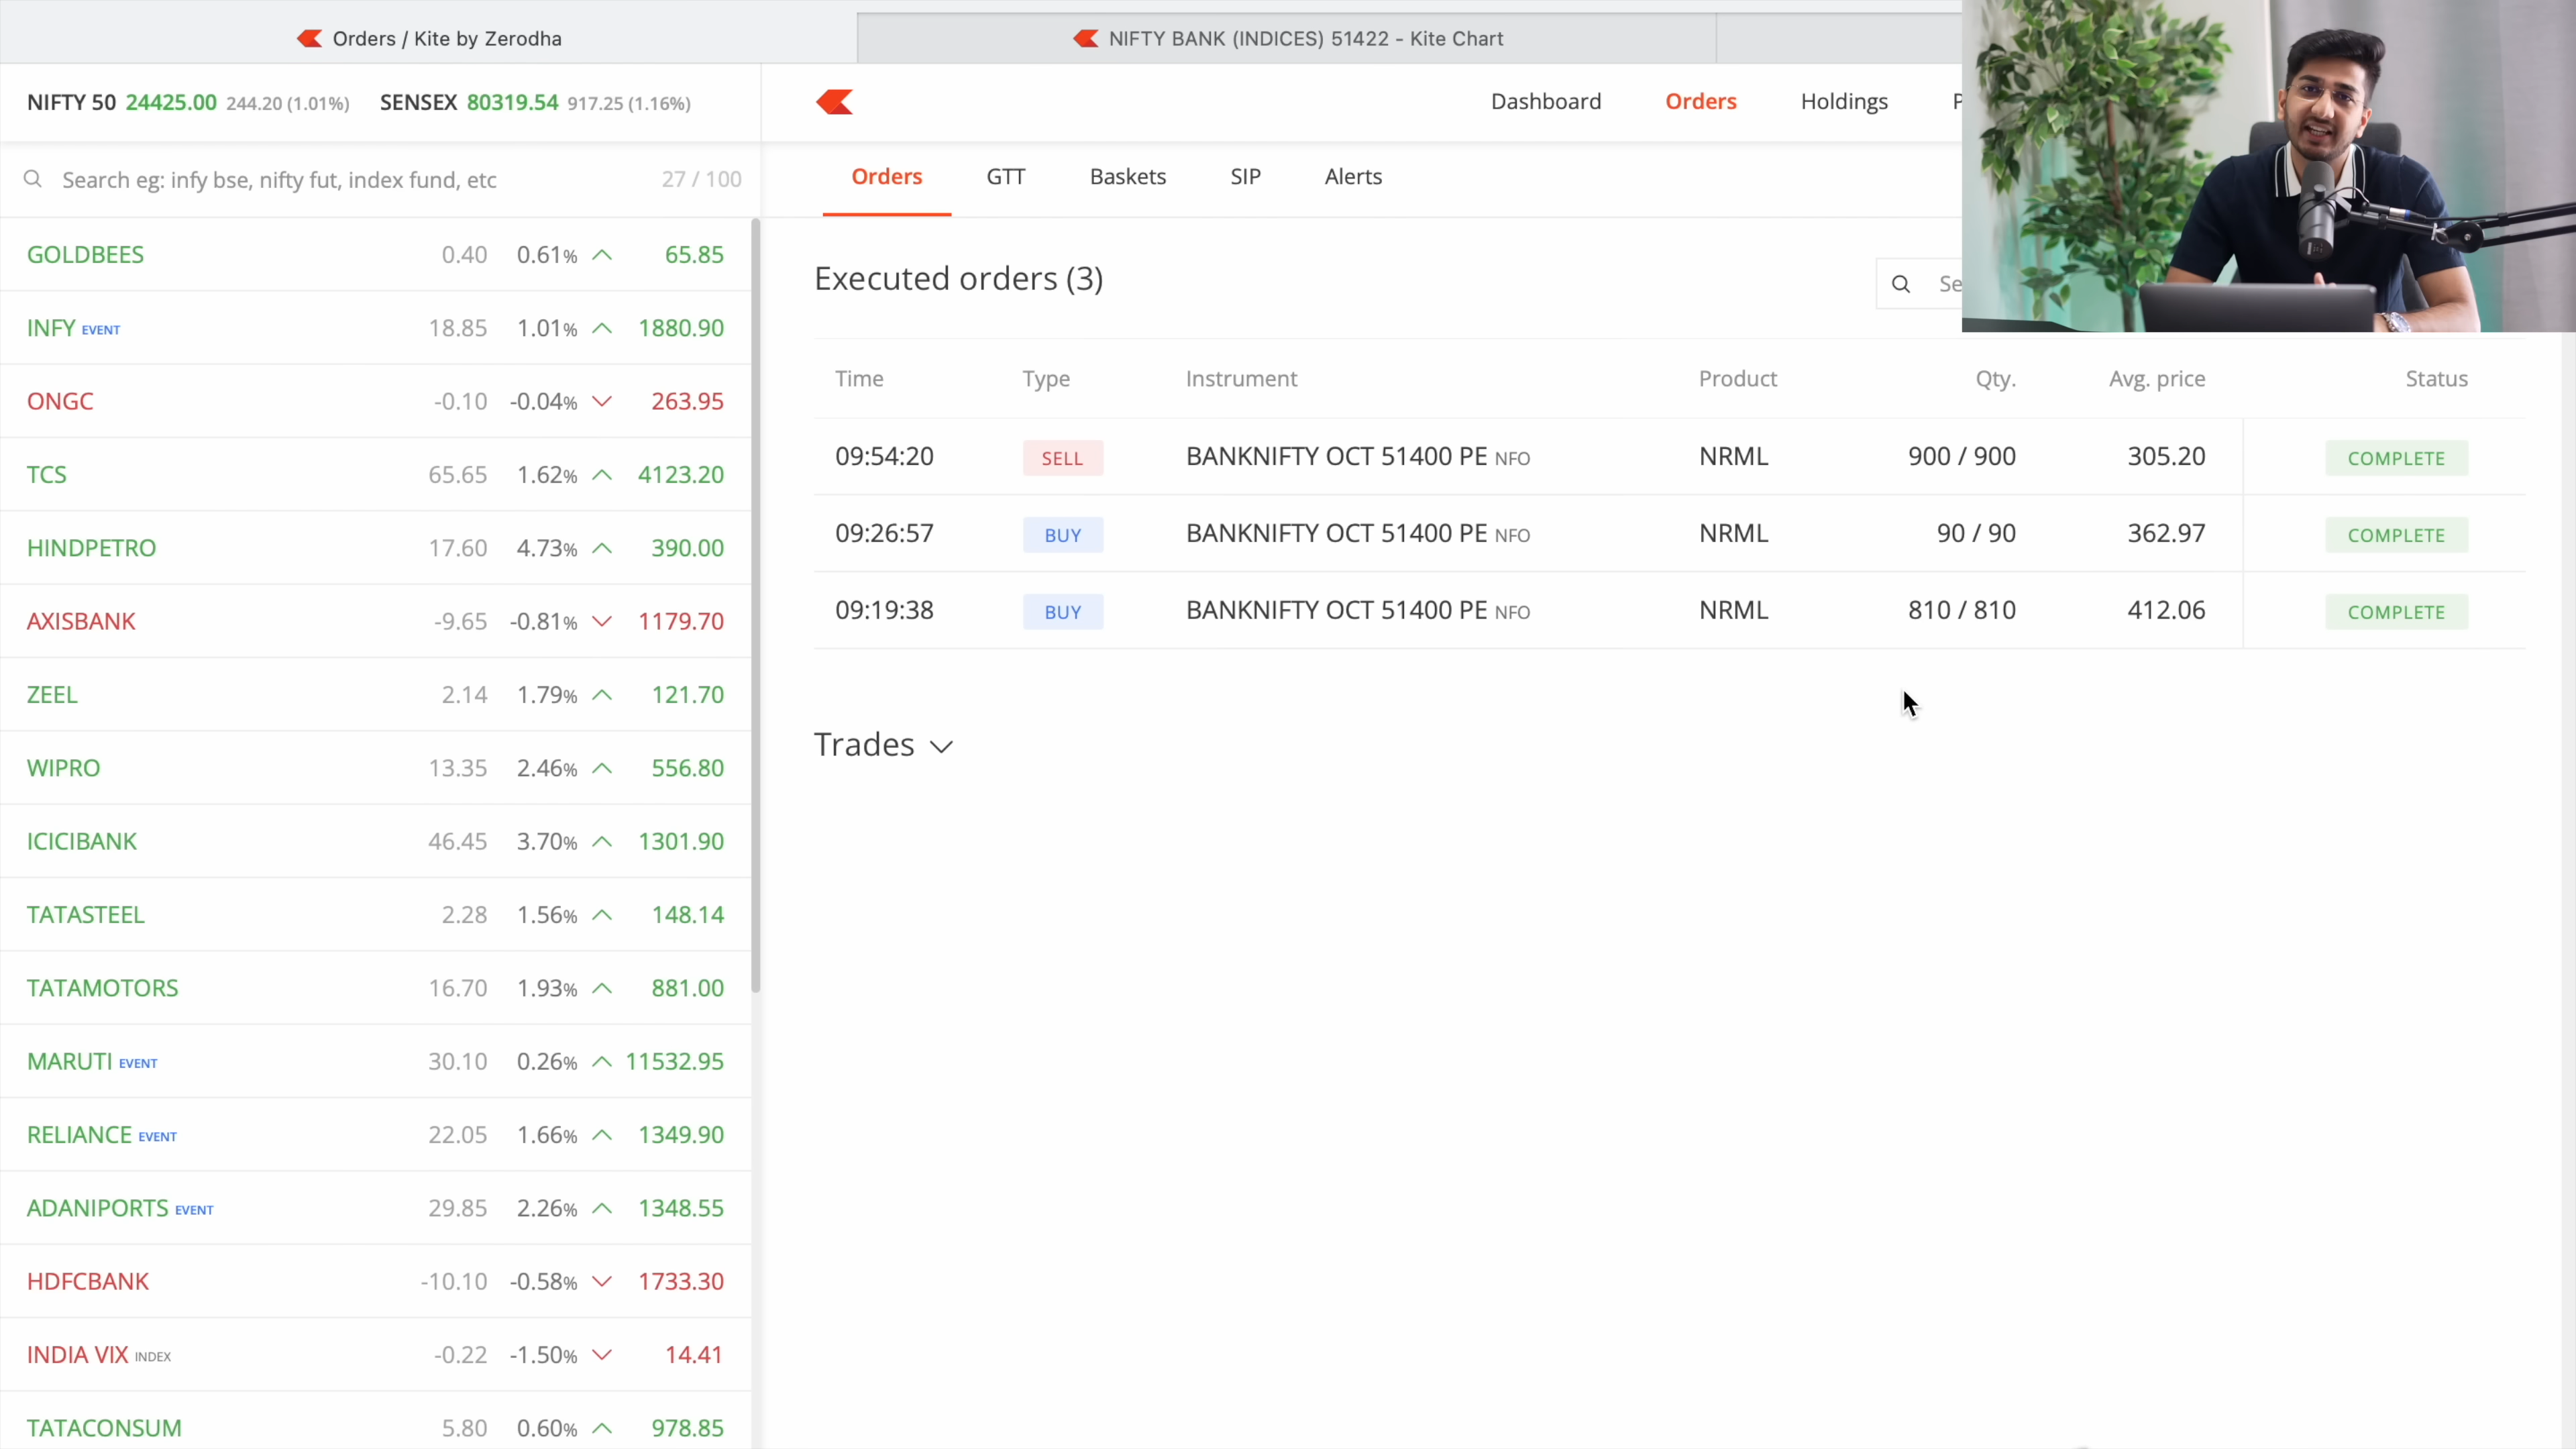 Orders / Kite by Zerodha
NIFTY BANK (INDICES) 51422 - Kite Chart
NIFTY 50 24425.00 244.20 (1.01%) SENSEX 80319.54 917.25 (1.16%)
Dashboard Orders Holdings P
Search eg: infy bse, nifty fut, index fund, etc 27 / 100
Orders GTT Baskets SIP Alerts
GOLDBEES 0.40 0.61% 65.85
INFY EVENT 18.85 1.01% 1880.90
ONGC -0.10 -0.04% 263.95
TCS 65.65 1.62% 4123.20
HINDPETRO 17.60 4.73% 390.00
AXISBANK -9.65 -0.81% 1179.70
ZEEL 2.14 1.79% 121.70
WIPRO 13.35 2.46% 556.80
ICICIBANK 46.45 3.70% 1301.90
TATASTEEL 2.28 1.56% 148.14
TATAMOTORS 16.70 1.93% 881.00
MARUTI EVENT 30.10 0.26% 11532.95
RELIANCE EVENT 22.05 1.66% 1349.90
ADANIPORTS EVENT 29.85 2.26% 1348.55
HDFCBANK -10.10 -0.58% 1733.30
INDIA VIX INDEX -0.22 -1.50% 14.41
TATACONSUM 5.80 0.60% 978.85
Executed orders (3)
Se
Time Type Instrument Product Qty. Avg. price Status
09:54:20 SELL BANKNIFTY OCT 51400 PE NFO NRML 900 / 900 305.20 COMPLETE
09:26:57 BUY BANKNIFTY OCT 51400 PE NFO NRML 90 / 90 362.97 COMPLETE
09:19:38 BUY BANKNIFTY OCT 51400 PE NFO NRML 810 / 810 412.06 COMPLETE
Trades